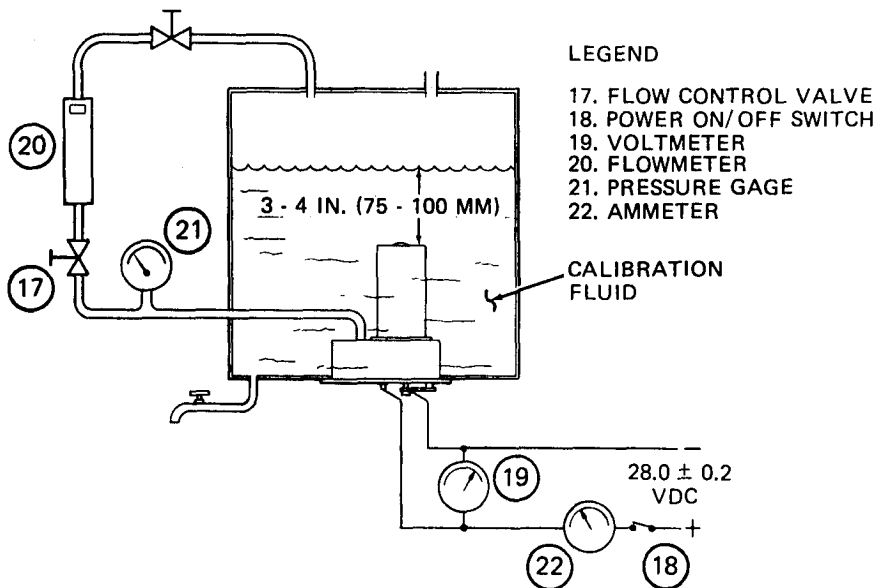 LEGEND
17. FLOW CONTROL VALVE
18. POWER ON/OFF SWITCH
19. VOLTMETER
20. FLOWMETER
21. PRESSURE GAGE
22. AMMETER
20
3 - 4 IN. (75 - 100 MM)
21
17
CALIBRATION
FLUID
19
28.0 ± 0.2
VDC
22
18